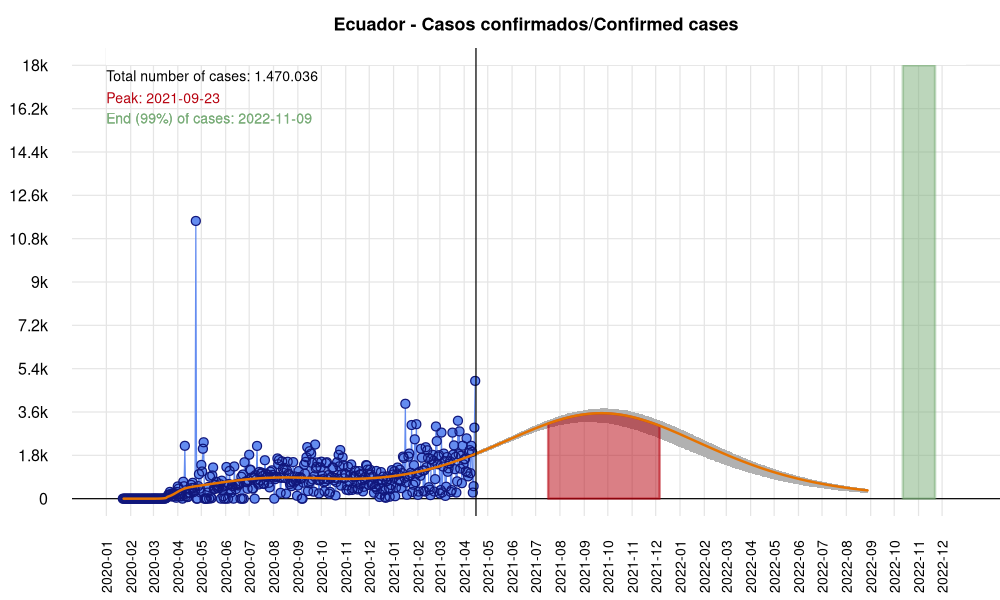 Ecuador - Casos confirmados/Confirmed cases
Total number of cases: 1.470.036
Peak: 2021-09-23
End (99%) of cases: 2022-11-09
18k
16.2k
14.4k
12.6k
10.8k
9k
7.2k
5.4k
3.6k
1.8k
0
2020-01
2020-02
2020-03
2020-04
2020-05
2020-06
2020-07
2020-08
2020-09
2020-10
2020-11
2020-12
2021-01
2021-02
2021-03
2021-04
2021-05
2021-06
2021-07
2021-08
2021-09
2021-10
2021-11
2021-12
2022-01
2022-02
2022-03
2022-04
2022-05
2022-06
2022-07
2022-08
2022-09
2022-10
2022-11
2022-12